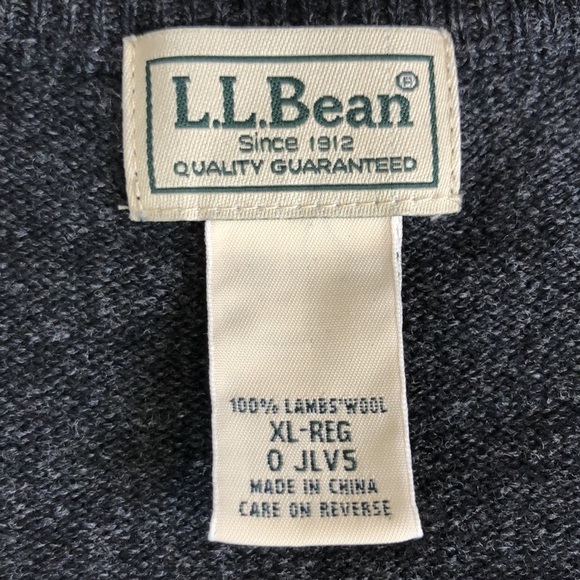 L.L.Bean®
Since 1912
QUALITY GUARANTEED
100% LAMBS' WOOL
XL-REG
0 JLV5
MADE IN CHINA
CARE ON REVERSE